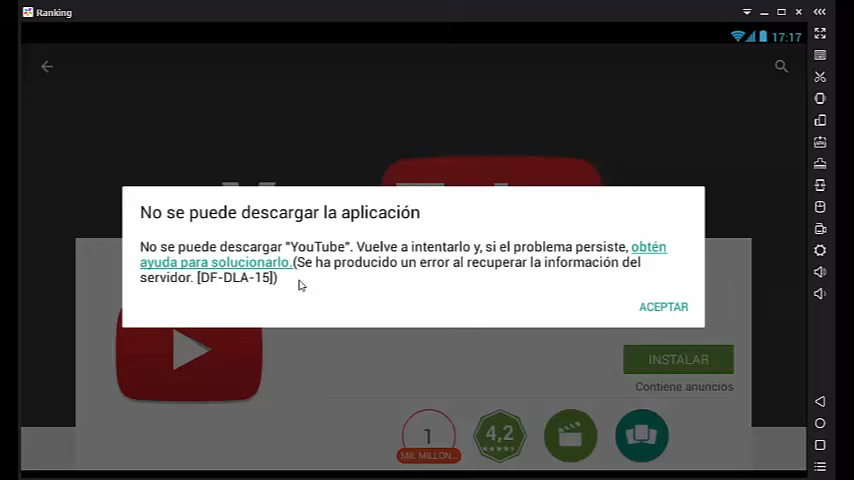 Ranking
17:17
No se puede descargar la aplicación
No se puede descargar "YouTube". Vuelve a intentarlo y, si el problema persiste, obtén
ayuda para solucionarlo.(Se ha producido un error al recuperar la información del
servidor. [DF-DLA-15])
ACEPTAR
INSTALAR
Contiene anuncios
1
MIL MILLON...
4,2